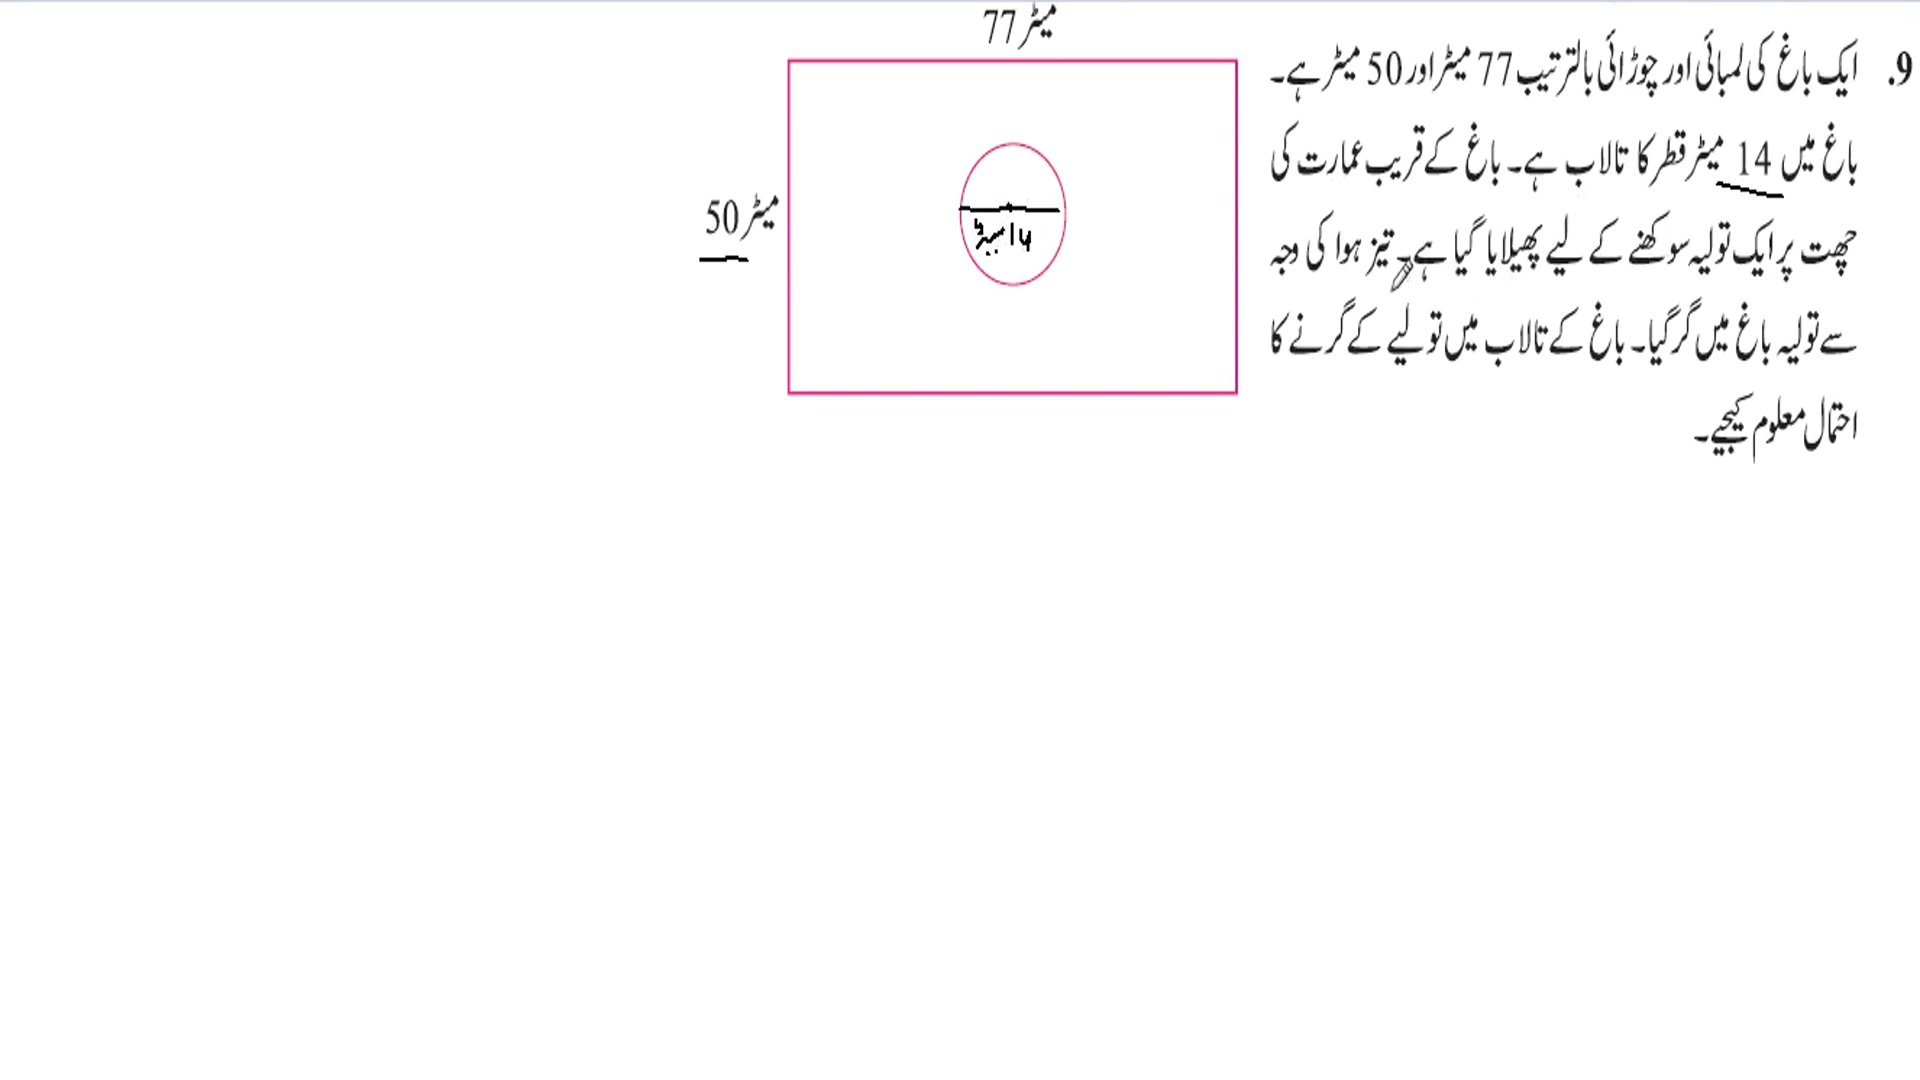 9. ایک باغ کی لمبائی اور چوڑائی بالترتیب 77 میٹر اور 50 میٹر ہے۔
باغ میں 14 میٹر قطر کا تالاب ہے۔ باغ کے قریب عمارت کی
چھت پر ایک تولیہ سوکھنے کے لیے پھیلایا گیا ہے۔ تیز ہوا کی وجہ
سے تولیہ باغ میں گر گیا۔ باغ کے تالاب میں تولیے کے گرنے کا
احتمال معلوم کیجیے۔
77 میٹر
50 میٹر
14 میٹر